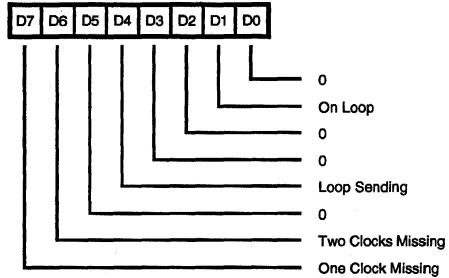 D7 D6 D5 D4 D3 D2 D1 D0
0
On Loop
0
0
Loop Sending
0
Two Clocks Missing
One Clock Missing